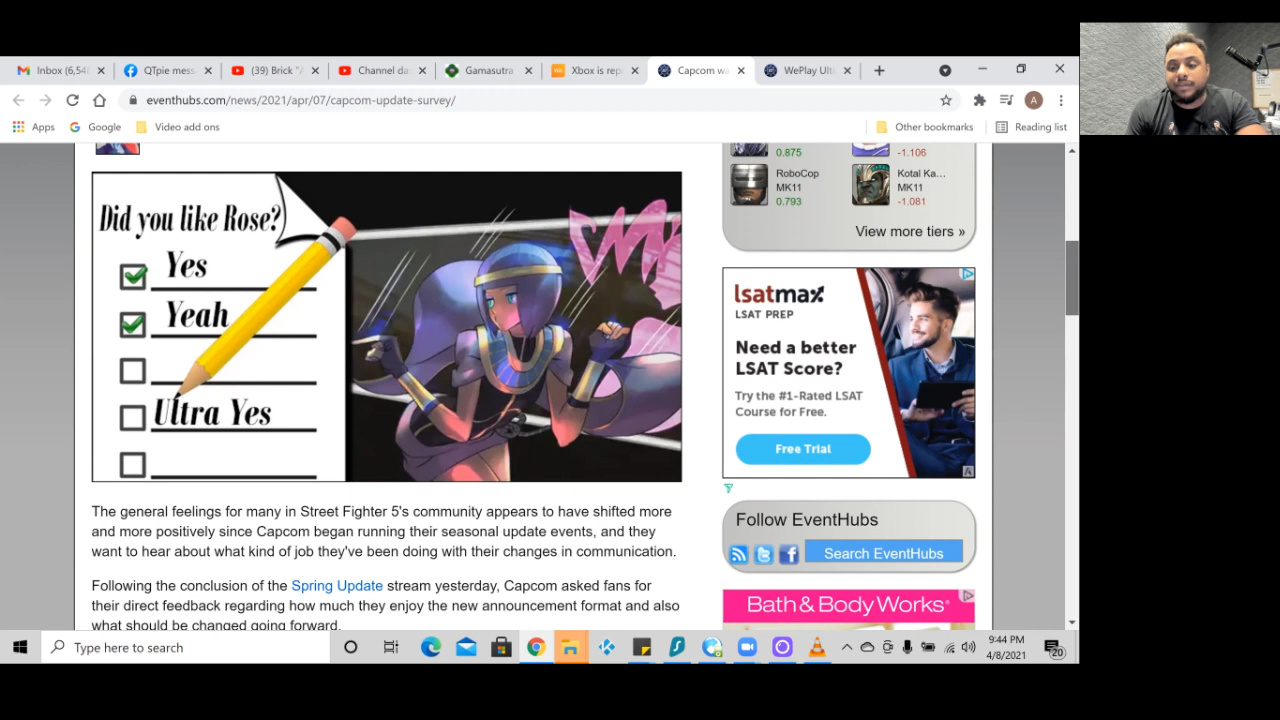 Inbox (6,54
QTpie mess
(39) Brick "A
Channel da
Gamasutra
Xbox is rep
Capcom wa
WePlay Ult
eventhubs.com/news/2021/apr/07/capcom-update-survey/
A
Apps
Google
Video add ons
Other bookmarks
Reading list
0.875
-1.106
RoboCop
MK11
0.793
Kotal Ka...
MK11
-1.081
View more tiers »
Did you like Rose?
Yes
Yeah
Ultra Yes
lsatmax
LSAT PREP
Need a better
LSAT Score?
Try the #1-Rated LSAT
Course for Free.
Free Trial
Follow EventHubs
Search EventHubs
Bath & Body Works®
The general feelings for many in Street Fighter 5's community appears to have shifted more
and more positively since Capcom began running their seasonal update events, and they
want to hear about what kind of job they've been doing with their changes in communication.
Following the conclusion of the Spring Update stream yesterday, Capcom asked fans for
their direct feedback regarding how much they enjoy the new announcement format and also
what should be changed going forward.
Type here to search
9:44 PM
4/8/2021
20